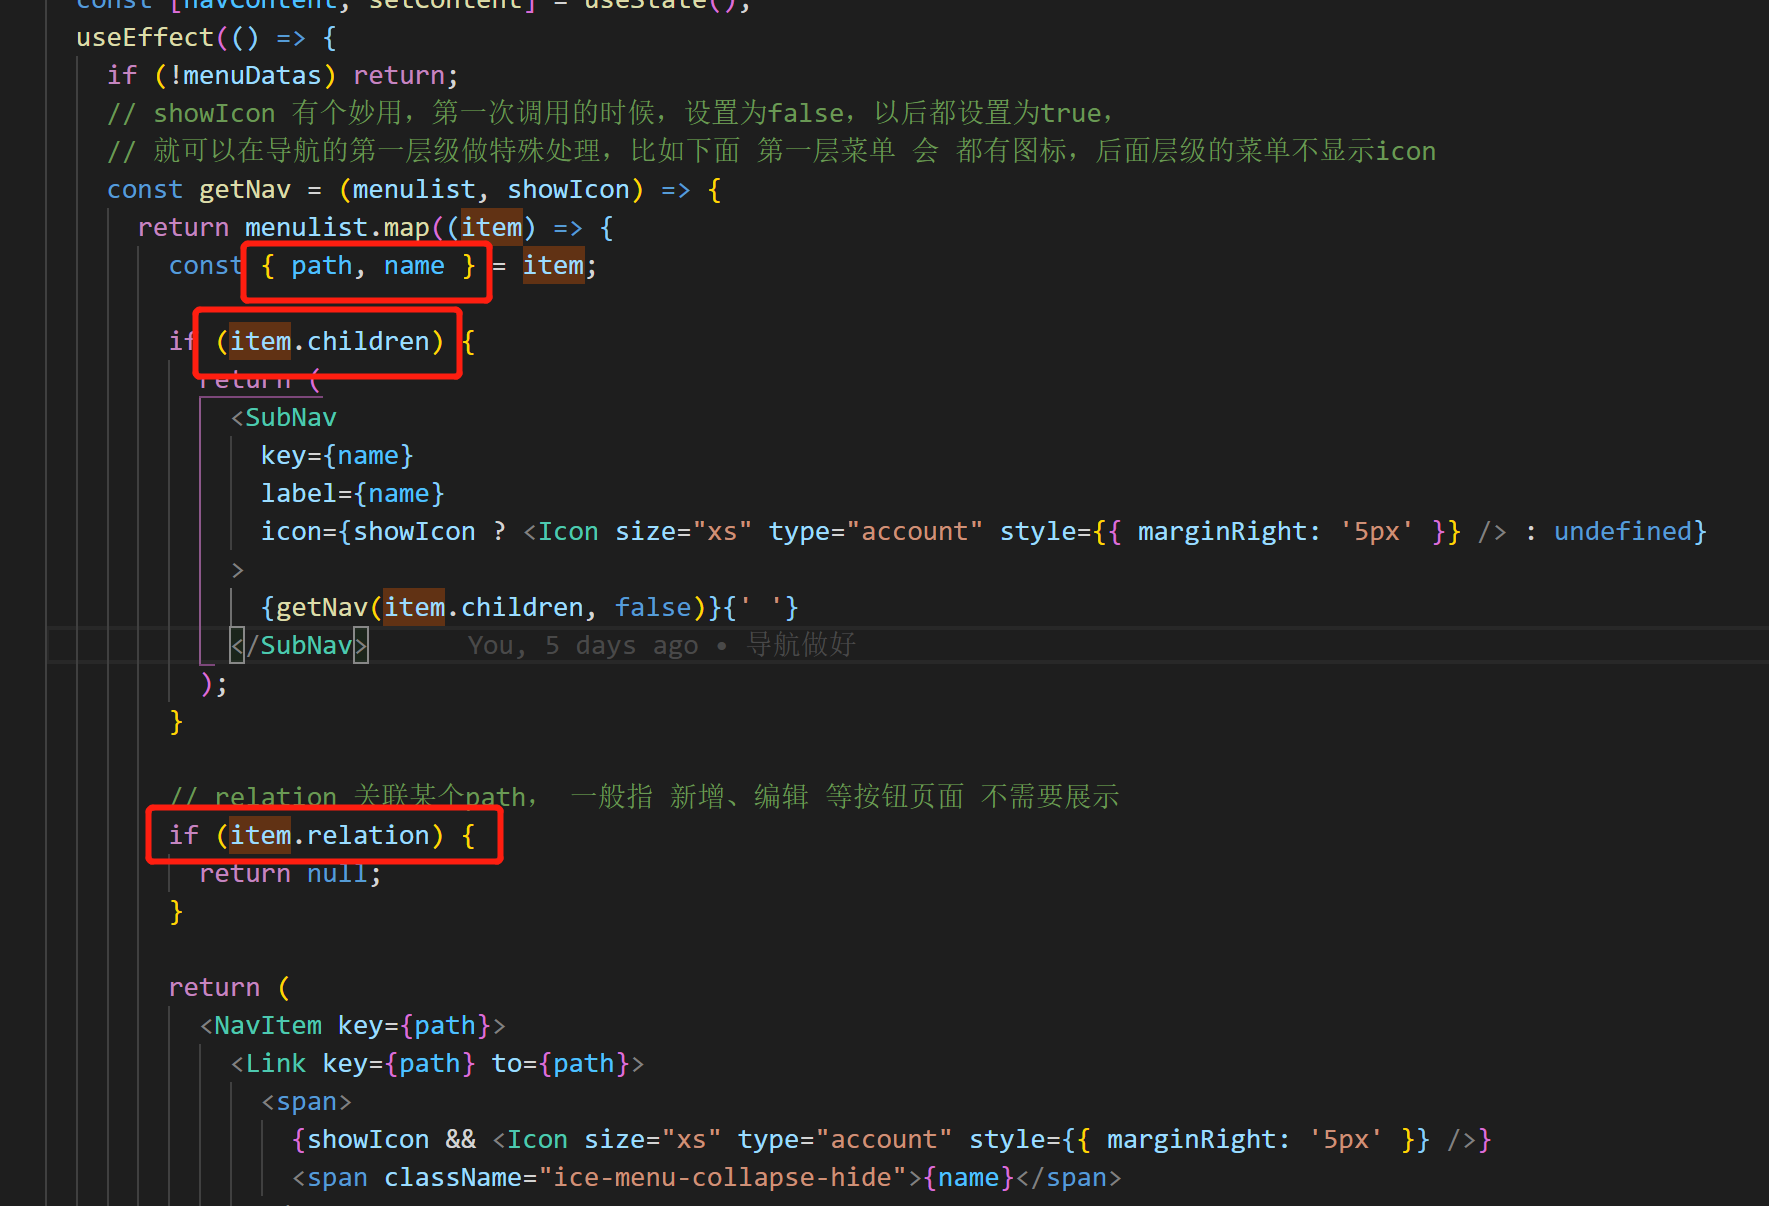 const [navContent, setContent] = useState();
useEffect(() => {
if (!menuDatas) return;
// showIcon 有个妙用，第一次调用的时候，设置为false，以后都设置为true，
// 就可以在导航的第一层级做特殊处理，比如下面 第一层菜单 会 都有图标，后面层级的菜单不显示icon
const getNav = (menulist, showIcon) => {
return menulist.map((item) => {
const { path, name } = item;
if (item.children) {
return (
<SubNav
key={name}
label={name}
icon={showIcon ? <Icon size="xs" type="account" style={{ marginRight: '5px' }} /> : undefined}
>
{getNav(item.children, false)}{' '}
</SubNav> You, 5 days ago • 导航做好
);
}
// relation 关联某个path， 一般指 新增、编辑 等按钮页面 不需要展示
if (item.relation) {
return null;
}
return (
<NavItem key={path}>
<Link key={path} to={path}>
<span>
{showIcon && <Icon size="xs" type="account" style={{ marginRight: '5px' }} />}
<span className="ice-menu-collapse-hide">{name}</span>